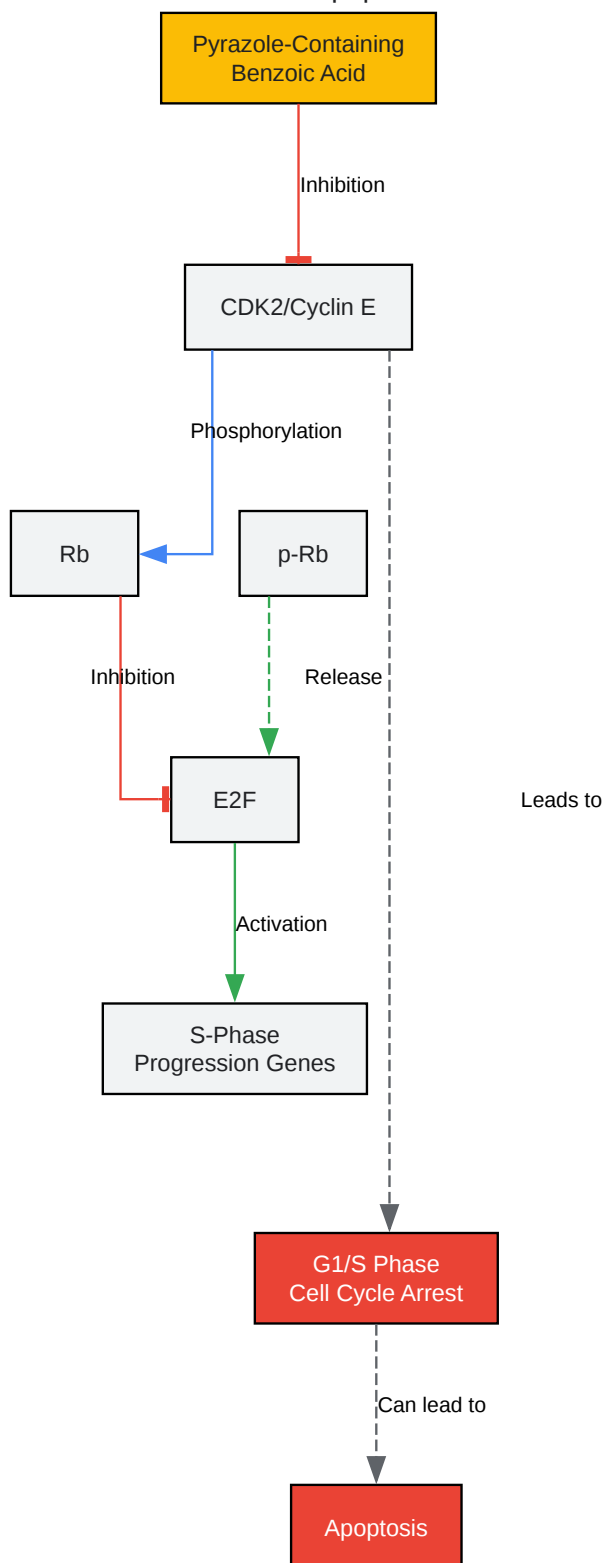 Pyrazole-Containing
Benzoic Acid
Inhibition
CDK2/Cyclin E
Phosphorylation
Rb
p-Rb
Inhibition
Release
E2F
Leads to
Activation
S-Phase
Progression Genes
G1/S Phase
Cell Cycle Arrest
Can lead to
Apoptosis